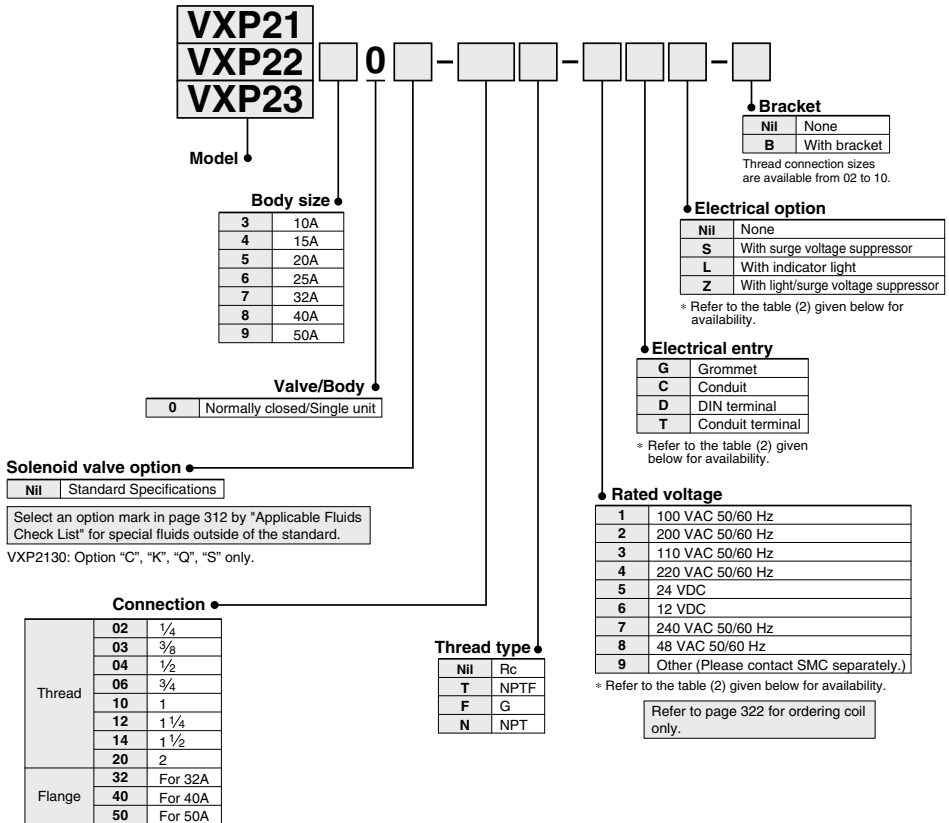 VXP21
VXP22 0 – – –
VXP23
Model
Bracket
Nil None
B With bracket
Thread connection sizes
are available from 02 to 10.
Body size
3 10A
4 15A
5 20A
6 25A
7 32A
8 40A
9 50A
Electrical option
Nil None
S With surge voltage suppressor
L With indicator light
Z With light/surge voltage suppressor
∗ Refer to the table (2) given below for
availability.
Valve/Body
0 Normally closed/Single unit
Electrical entry
G Grommet
C Conduit
D DIN terminal
T Conduit terminal
∗ Refer to the table (2) given
below for availability.
Solenoid valve option
Nil Standard Specifications
Select an option mark in page 312 by "Applicable Fluids
Check List" for special fluids outside of the standard.
VXP2130: Option “C”, “K”, “Q”, “S” only.
Rated voltage
1 100 VAC 50/60 Hz
2 200 VAC 50/60 Hz
3 110 VAC 50/60 Hz
4 220 VAC 50/60 Hz
5 24 VDC
6 12 VDC
7 240 VAC 50/60 Hz
8 48 VAC 50/60 Hz
9 Other (Please contact SMC separately.)
∗ Refer to the table (2) given below for availability.
Refer to page 322 for ordering coil
only.
Connection
Thread
02 1⁄4
03 3⁄8
04 1⁄2
06 3⁄4
10 1
12 1 1⁄4
14 1 1⁄2
20 2
Flange
32 For 32A
40 For 40A
50 For 50A
Thread type
Nil Rc
T NPTF
F G
N NPT